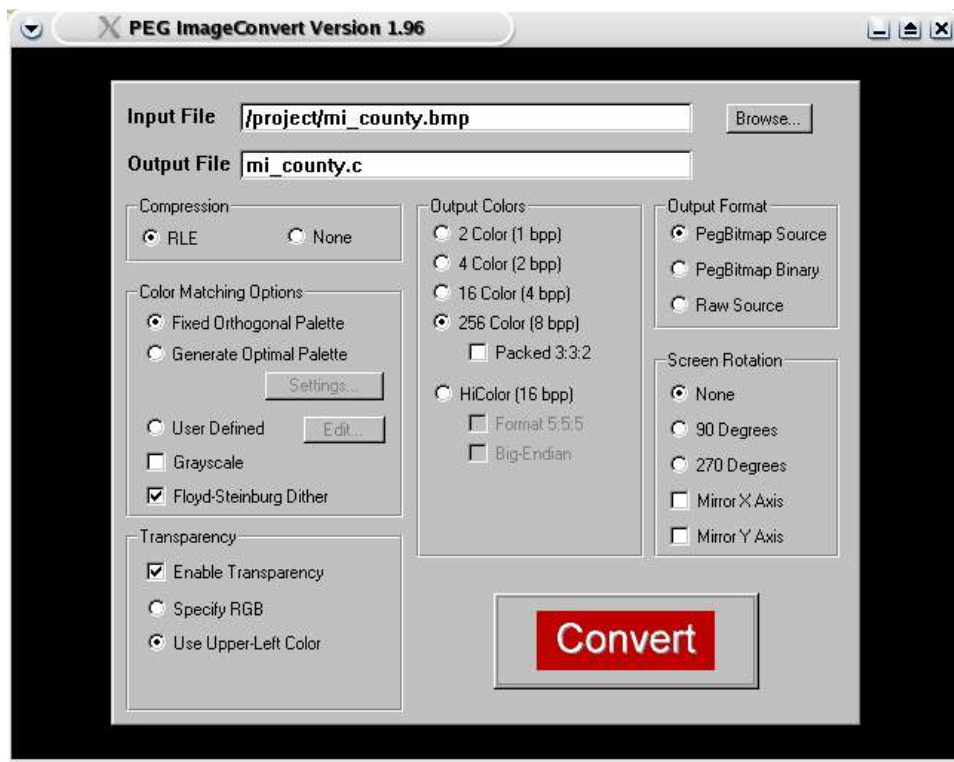 PEG ImageConvert Version 1.96
Input File /project/mi_county.bmp Browse...
Output File mi_county.c
Compression
RLE None
Color Matching Options
Fixed Orthogonal Palette
Generate Optimal Palette
Settings...
User Defined Edit...
Grayscale
Floyd-Steinburg Dither
Transparency
Enable Transparency
Specify RGB
Use Upper-Left Color
Output Colors
2 Color (1 bpp)
4 Color (2 bpp)
16 Color (4 bpp)
256 Color (8 bpp)
Packed 3:3:2
HiColor (16 bpp)
Format 5:5:5
Big-Endian
Output Format
PegBitmap Source
PegBitmap Binary
Raw Source
Screen Rotation
None
90 Degrees
270 Degrees
Mirror X Axis
Mirror Y Axis
Convert